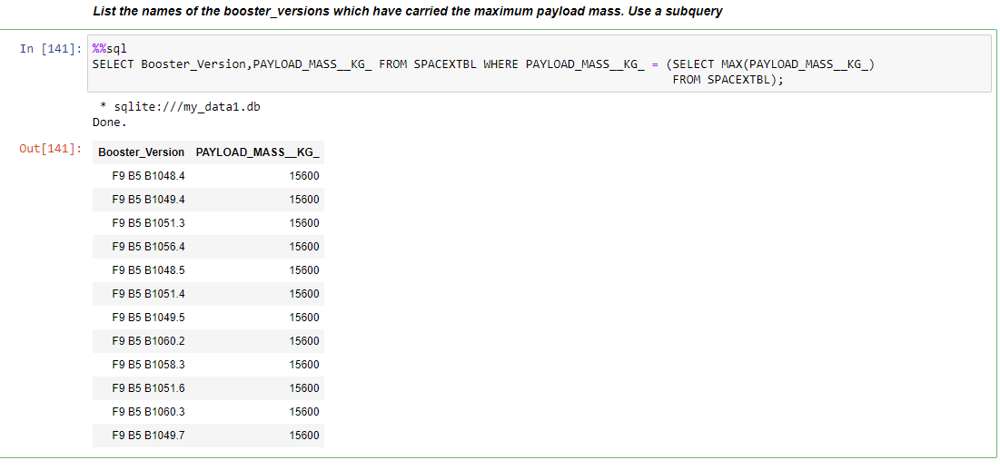 List the names of the booster_versions which have carried the maximum payload mass. Use a subquery
In [141]: %%sql
SELECT Booster_Version,PAYLOAD_MASS__KG_ FROM SPACEXTBL WHERE PAYLOAD_MASS__KG_ = (SELECT MAX(PAYLOAD_MASS__KG_)
FROM SPACEXTBL);
* sqlite:///my_data1.db
Done.
Out[141]:
Booster_Version PAYLOAD_MASS__KG_
F9 B5 B1048.4 15600
F9 B5 B1049.4 15600
F9 B5 B1051.3 15600
F9 B5 B1056.4 15600
F9 B5 B1048.5 15600
F9 B5 B1051.4 15600
F9 B5 B1049.5 15600
F9 B5 B1060.2 15600
F9 B5 B1058.3 15600
F9 B5 B1051.6 15600
F9 B5 B1060.3 15600
F9 B5 B1049.7 15600